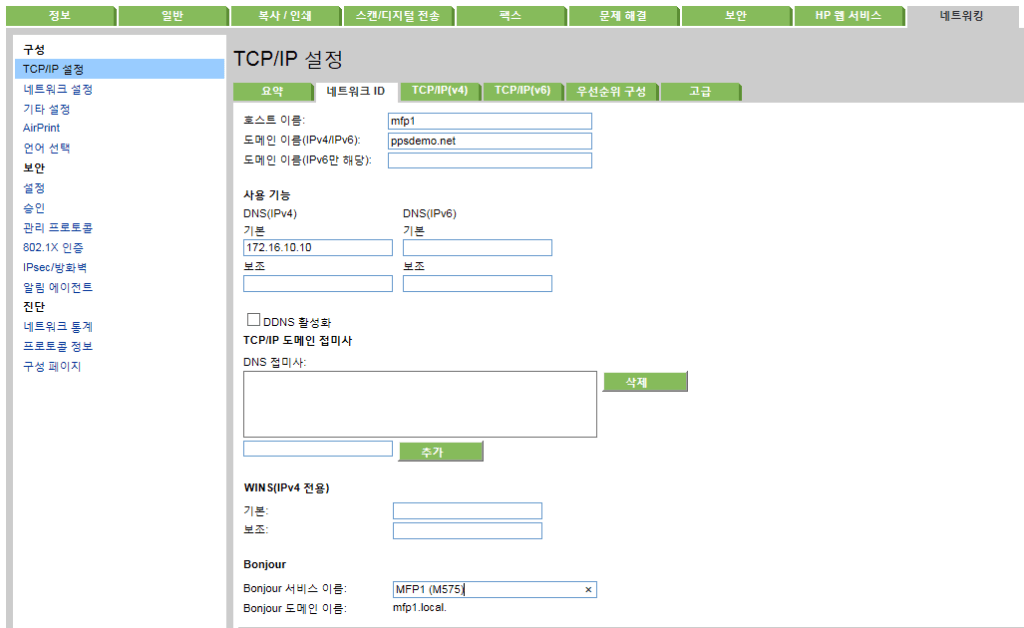 정보 일반 복사 / 인쇄 스캔/디지털 전송 팩스 문제 해결 보안 HP 웹 서비스 네트워킹
구성
TCP/IP 설정
네트워크 설정
기타 설정
AirPrint
언어 선택
보안
설정
승인
관리 프로토콜
802.1X 인증
IPsec/방화벽
알림 에이전트
진단
네트워크 통계
프로토콜 정보
구성 페이지
TCP/IP 설정
요약 네트워크 ID TCP/IP(v4) TCP/IP(v6) 우선순위 구성 고급
호스트 이름: mfp1
도메인 이름(IPv4/IPv6): ppsdemo.net
도메인 이름(IPv6만 해당):
사용 기능
DNS(IPv4) DNS(IPv6)
기본 기본
172.16.10.10
보조 보조
DDNS 활성화
TCP/IP 도메인 접미사
DNS 접미사:
삭제
추가
WINS(IPv4 전용)
기본:
보조:
Bonjour
Bonjour 서비스 이름: MFP1 (M575) ×
Bonjour 도메인 이름: mfp1.local.